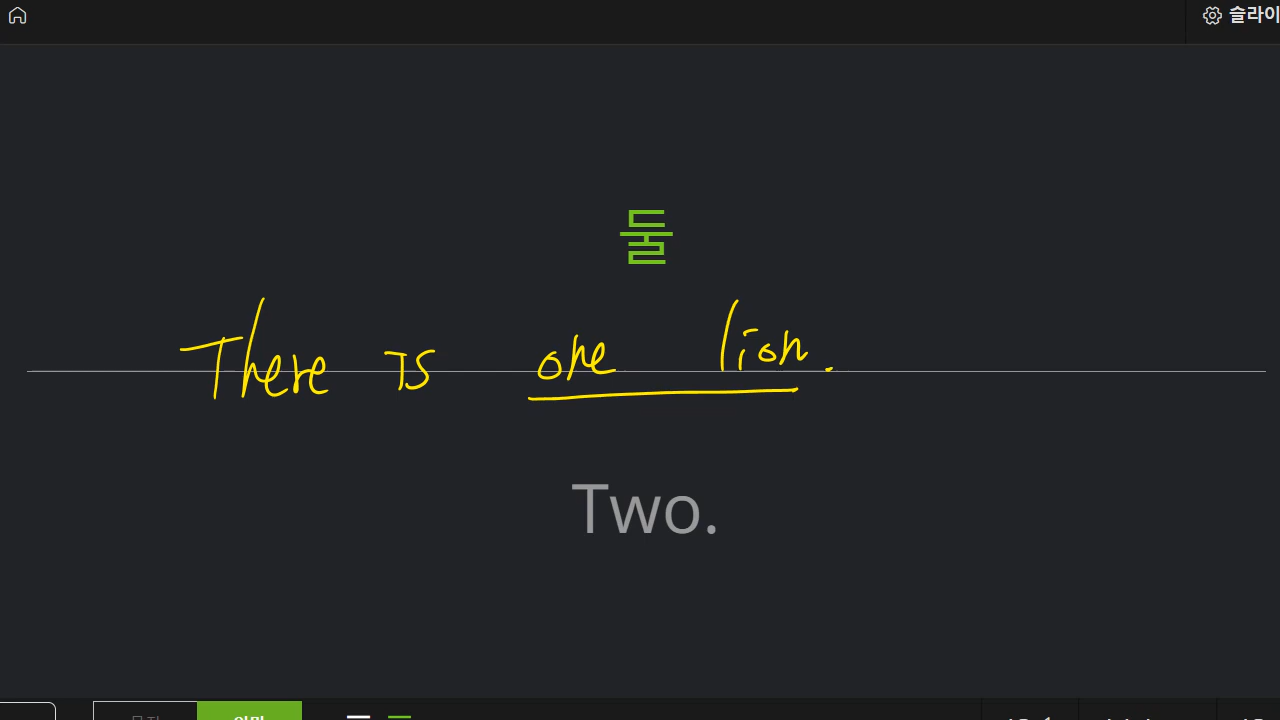 슬라이
둘
There is one lion.
Two.